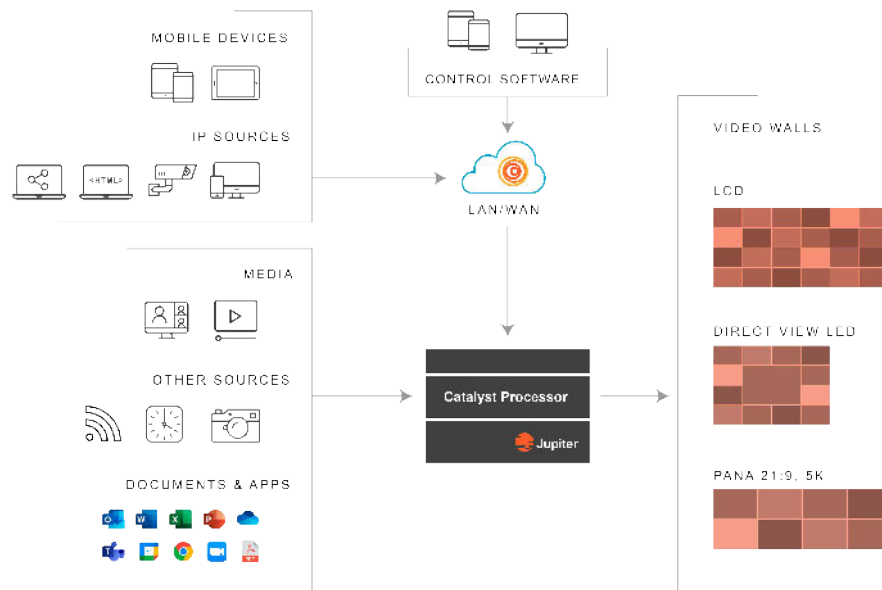 MOBILE DEVICES
IP SOURCES
<HTML>
CONTROL SOFTWARE
LAN/WAN
MEDIA
OTHER SOURCES
DOCUMENTS & APPS
O
W
X
P
T
Catalyst Processor
Jupiter
VIDEO WALLS
LCD
DIRECT VIEW LED
PANA 21:9, 5K